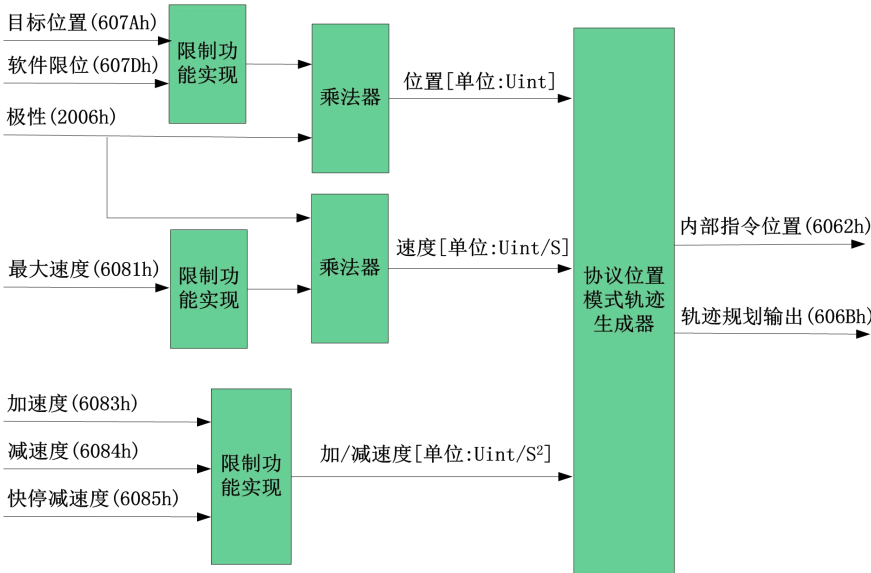 目标位置(607Ah)
软件限位(607Dh)
极性(2006h)
限制功
能实现
乘法器
位置[单位:Uint]
最大速度(6081h)
限制功
能实现
乘法器
速度[单位:Uint/S]
加速度(6083h)
减速度(6084h)
快停减速度(6085h)
限制功
能实现
加/减速度[单位:Uint/S²]
协议位置
模式轨迹
生成器
内部指令位置(6062h)
轨迹规划输出(606Bh)